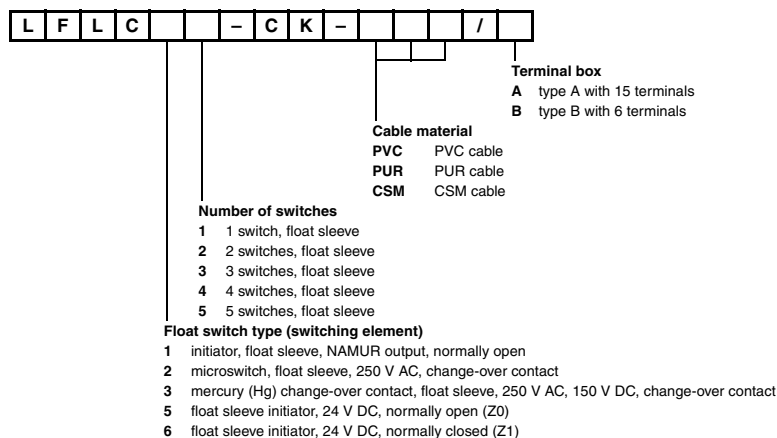 L F L C – C K – /
Terminal box
A type A with 15 terminals
B type B with 6 terminals
Cable material
PVC PVC cable
PUR PUR cable
CSM CSM cable
Number of switches
1 1 switch, float sleeve
2 2 switches, float sleeve
3 3 switches, float sleeve
4 4 switches, float sleeve
5 5 switches, float sleeve
Float switch type (switching element)
1 initiator, float sleeve, NAMUR output, normally open
2 microswitch, float sleeve, 250 V AC, change-over contact
3 mercury (Hg) change-over contact, float sleeve, 250 V AC, 150 V DC, change-over contact
5 float sleeve initiator, 24 V DC, normally open (Z0)
6 float sleeve initiator, 24 V DC, normally closed (Z1)